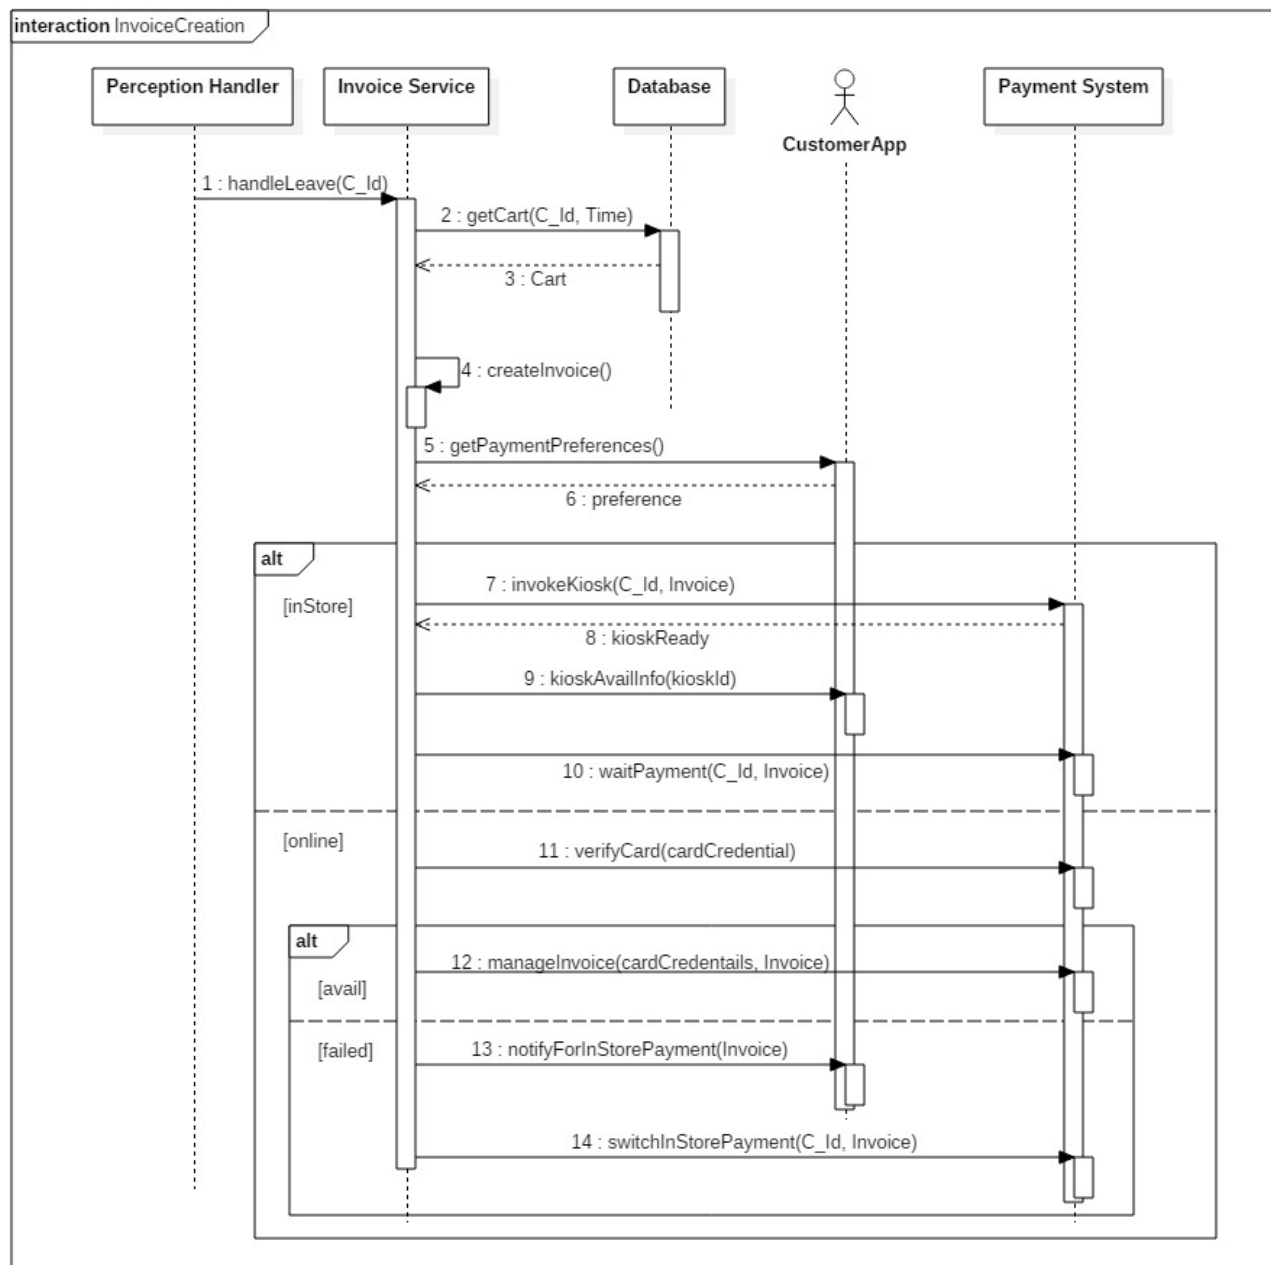 interaction InvoiceCreation
Perception Handler
Invoice Service
Database
CustomerApp
Payment System
1 : handleLeave(C_Id)
2 : getCart(C_Id, Time)
3 : Cart
4 : createInvoice()
5 : getPaymentPreferences()
6 : preference
alt
[inStore]
7 : invokeKiosk(C_Id, Invoice)
8 : kioskReady
9 : kioskAvailInfo(kioskId)
10 : waitPayment(C_Id, Invoice)
[online]
11 : verifyCard(cardCredential)
alt
12 : manageInvoice(cardCredentails, Invoice)
[avail]
[failed]
13 : notifyForInStorePayment(Invoice)
14 : switchInStorePayment(C_Id, Invoice)